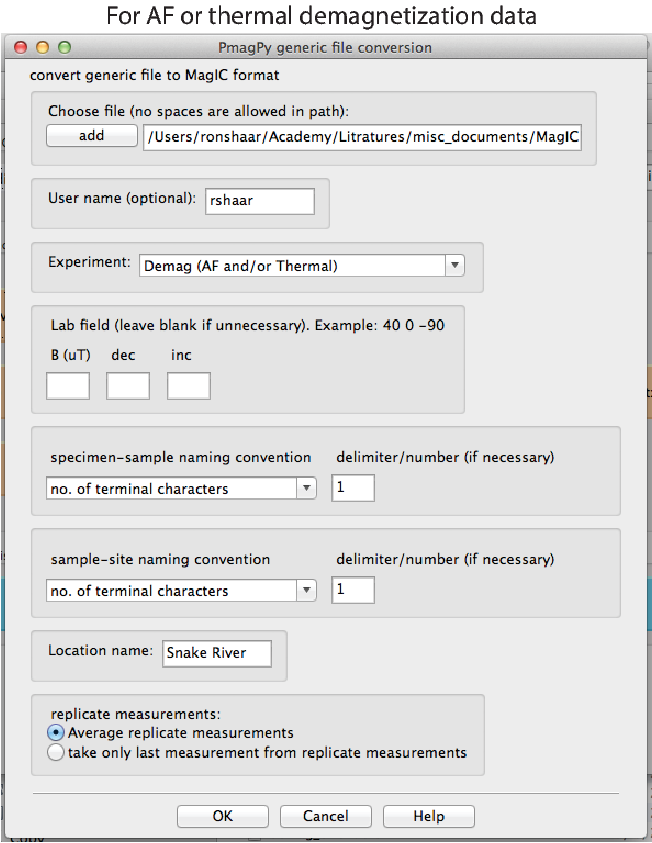 For AF or thermal demagnetization data
PmagPy generic file conversion
convert generic file to MagIC format
Choose file (no spaces are allowed in path):
add /Users/ronshaar/Academy/Litratures/misc_documents/MagIC
User name (optional): rshaar
Experiment: Demag (AF and/or Thermal)
Lab field (leave blank if unnecessary). Example: 40 0 -90
B (uT) dec inc
specimen-sample naming convention delimiter/number (if necessary)
no. of terminal characters 1
sample-site naming convention delimiter/number (if necessary)
no. of terminal characters 1
Location name: Snake River
replicate measurements:
Average replicate measurements
take only last measurement from replicate measurements
OK Cancel Help